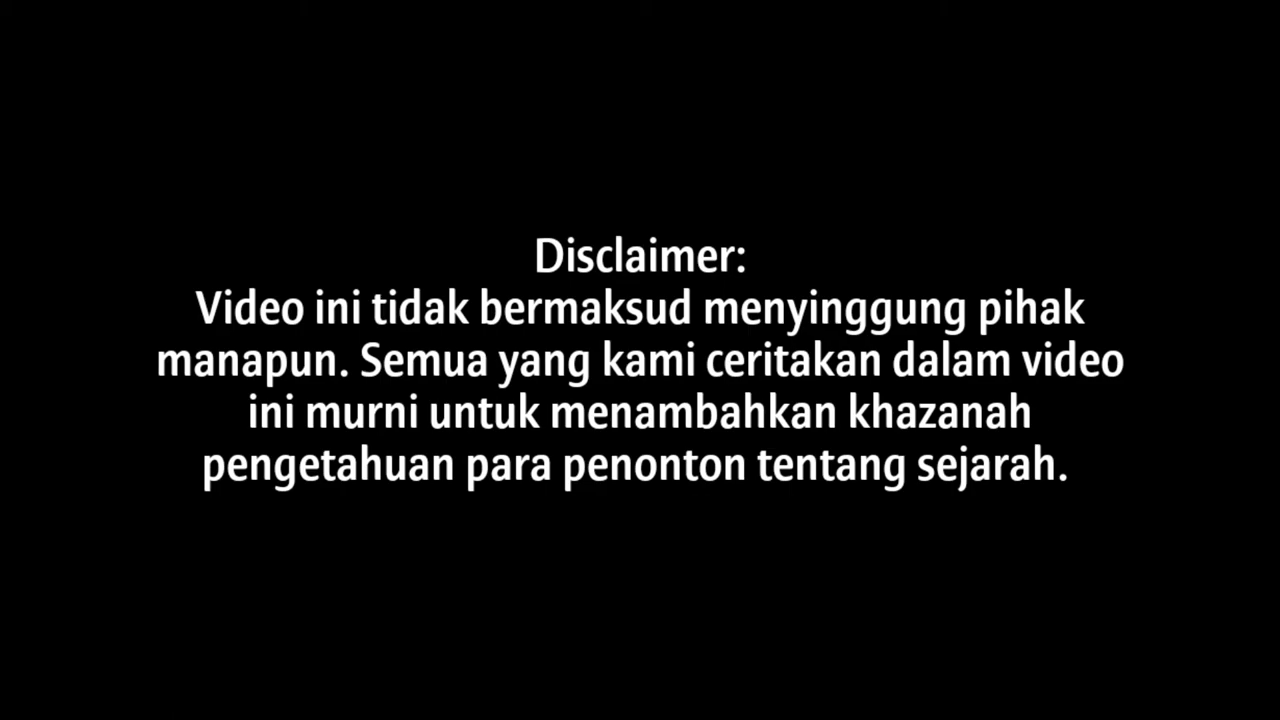 Disclaimer:
Video ini tidak bermaksud menyinggung pihak
manapun. Semua yang kami ceritakan dalam video
ini murni untuk menambahkan khazanah
pengetahuan para penonton tentang sejarah.